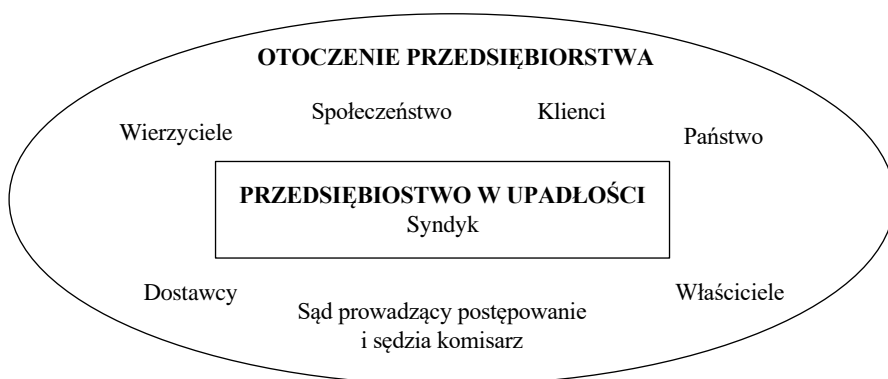 OTOCZENIE PRZEDSIĘBIORSTWA
Społeczeństwo
Klienci
Wierzyciele
Państwo
PRZEDSIĘBIOSTWO W UPADŁOŚCI
Syndyk
Dostawcy
Właściciele
Sąd prowadzący postępowanie
i sędzia komisarz